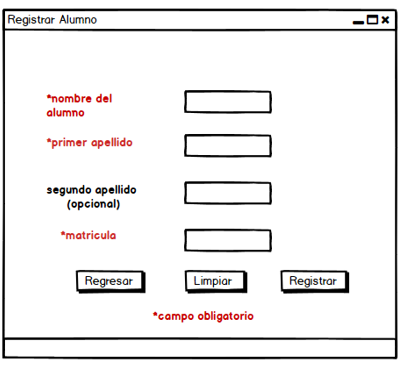 Registrar Alumno
*nombre del
alumno
*primer apellido
segundo apellido
(opcional)
*matricula
Regresar
Limpiar
Registrar
*campo obligatorio